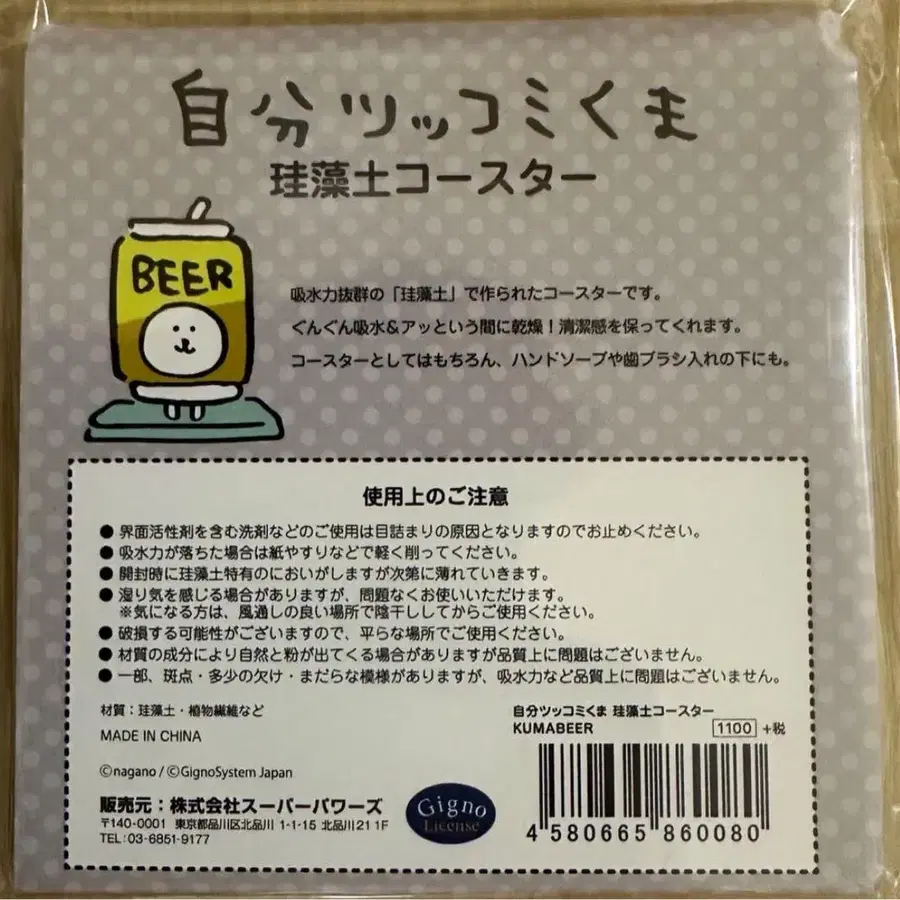 自分ツッコミくま
珪藻土コースター
BEER
吸水力抜群の「珪藻土」で作られたコースターです。
ぐんぐん吸水&アッという間に乾燥!清潔感を保ってくれます。
コースターとしてはもちろん、ハンドソープや歯ブラシ入れの下にも。
使用上のご注意
●界面活性剤を含む洗剤などのご使用は目詰まりの原因となりますのでお止めください。
●吸水力が落ちた場合は紙やすりなどで軽く削ってください。
●開封時に珪藻土特有のにおいがしますが次第に薄れていきます。
●湿り気を感じる場合がありますが、問題なくお使いいただけます。
※気になる方は、風通しの良い場所で陰干ししてからご使用ください。
●破損する可能性がございますので、平らな場所でご使用ください。
●材質の成分により自然と粉が出てくる場合がありますが品質上に問題はございません。
●一部、斑点・多少の欠け・まだらな模様がありますが、吸水力など品質上に問題はございません。
材質:珪藻土・植物繊維など
MADE IN CHINA
©nagano / ©GignoSystem Japan
販売元:株式会社スーパーパワーズ
〒140-0001 東京都品川区北品川 1-1-15 北品川21 1F
TEL:03-6851-9177
Gigno
License
自分ツッコミくま 珪藻土コースター
KUMABEER 1100 +税
4 580665 860080